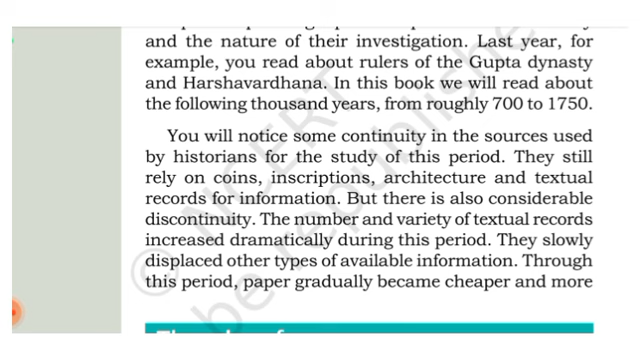 and the nature of their investigation. Last year, for
example, you read about rulers of the Gupta dynasty
and Harshavardhana. In this book we will read about
the following thousand years, from roughly 700 to 1750.
You will notice some continuity in the sources used
by historians for the study of this period. They still
rely on coins, inscriptions, architecture and textual
records for information. But there is also considerable
discontinuity. The number and variety of textual records
increased dramatically during this period. They slowly
displaced other types of available information. Through
this period, paper gradually became cheaper and more
© NCERT
be republishe